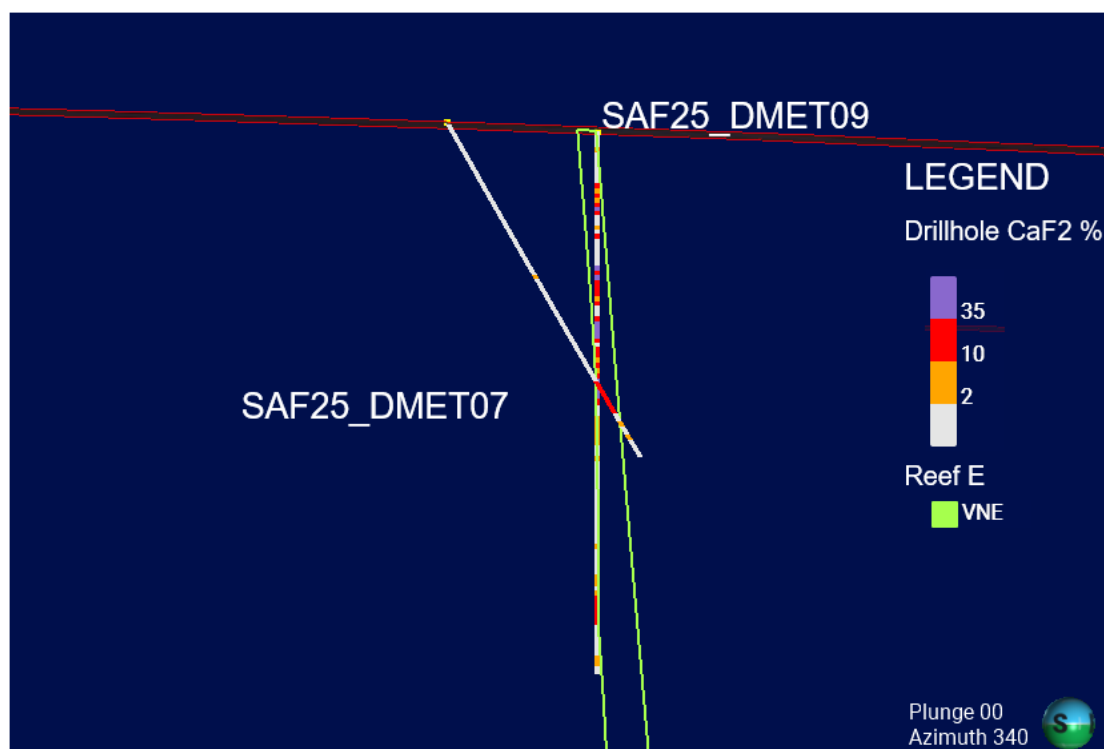 SAF25_DMET09
LEGEND
Drillhole CaF2 %
35
10
2
SAF25_DMET07
Reef E
VNE
Plunge 00
Azimuth 340
S